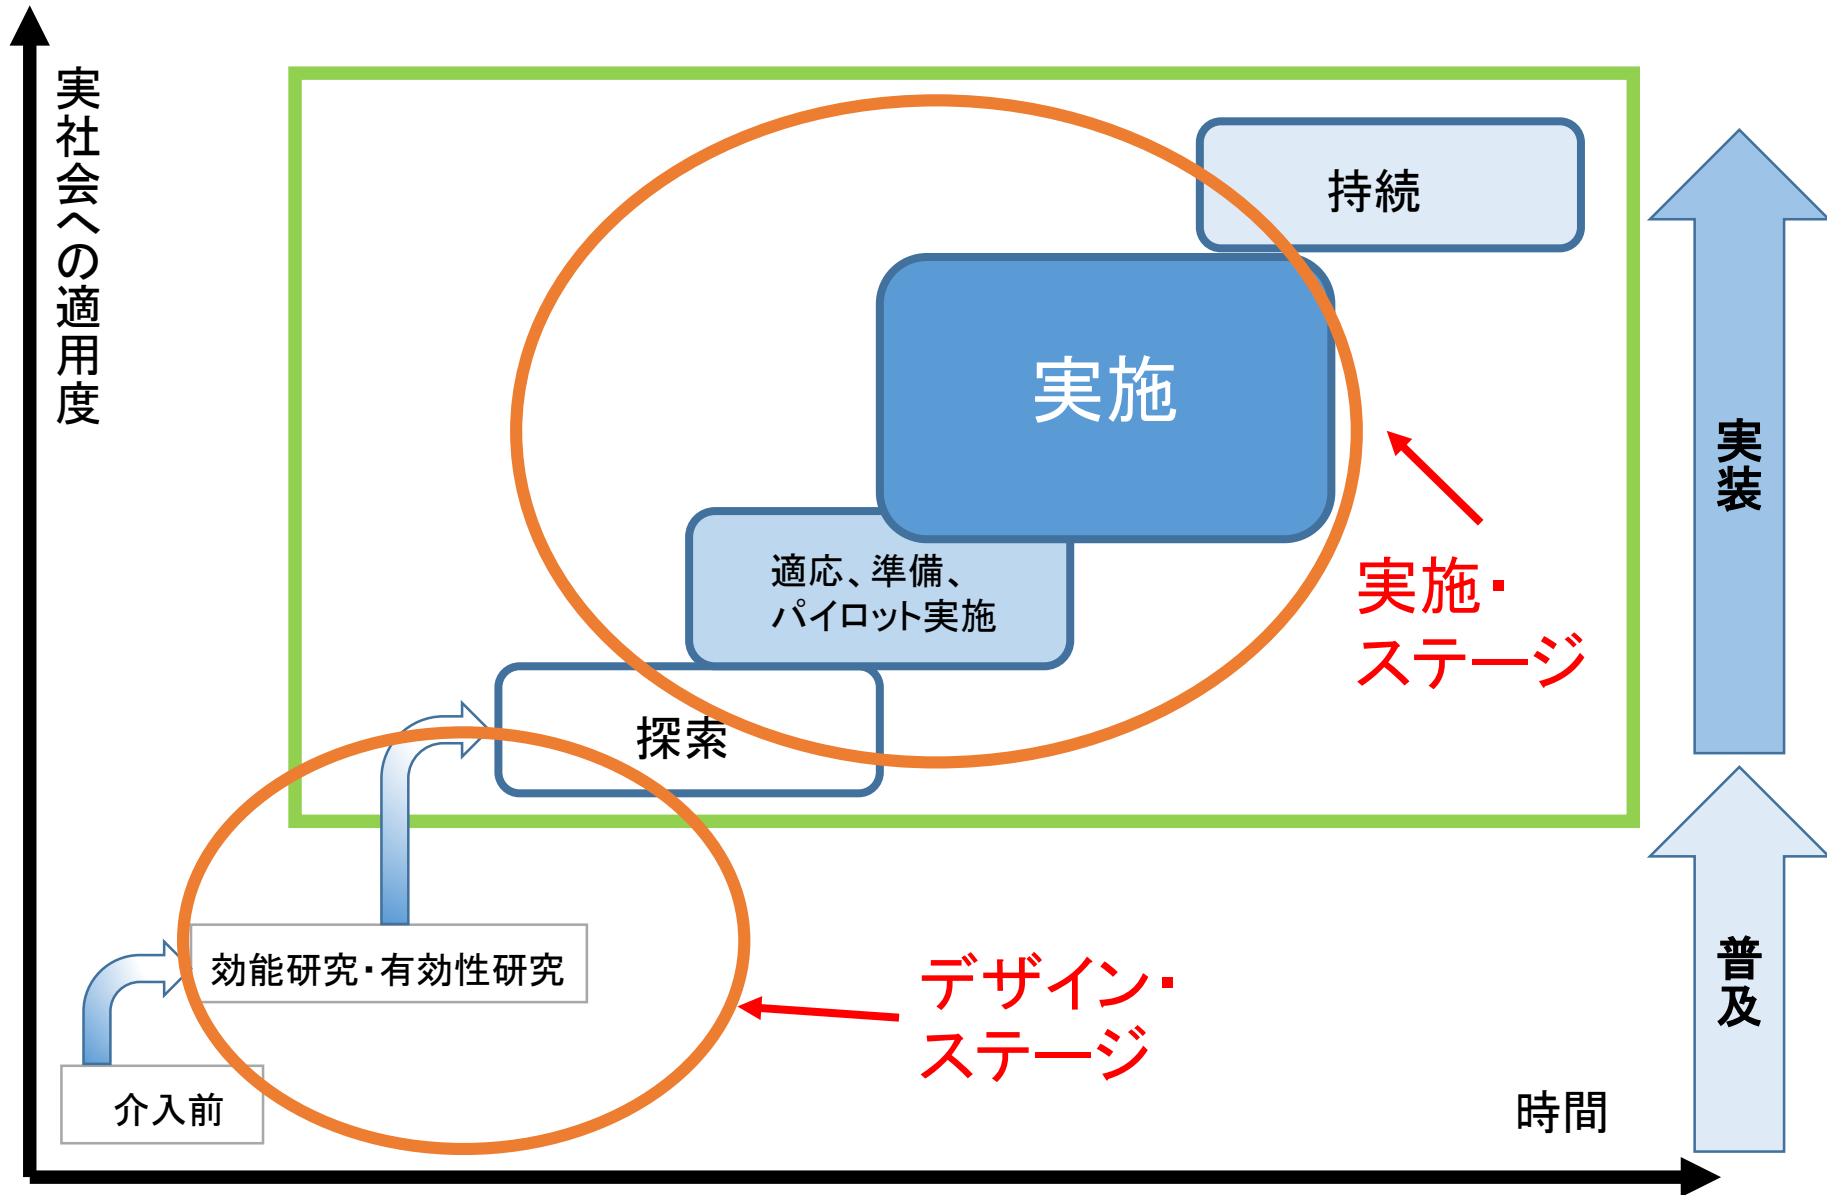 実社会への適用度
持続
実施
実装
適応、準備、
パイロット実施
実施・
ステージ
探索
効能研究・有効性研究
デザイン・
ステージ
普及
介入前
時間